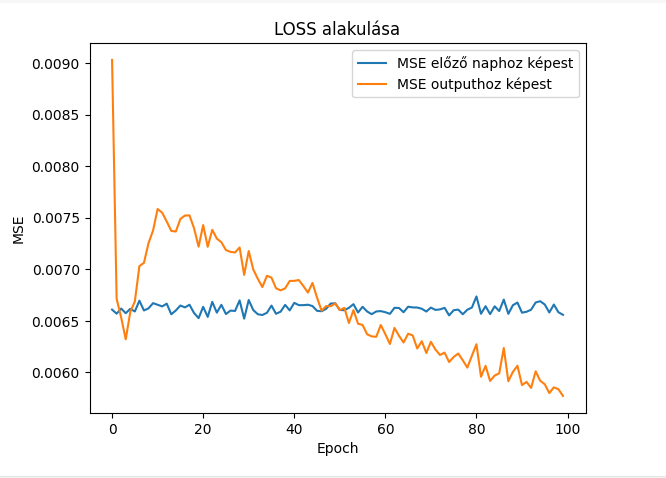 LOSS alakulása
MSE előző naphoz képest
MSE outputhoz képest
0.0090
0.0085
0.0080
0.0075
0.0070
0.0065
0.0060
MSE
0 20 40 60 80 100
Epoch